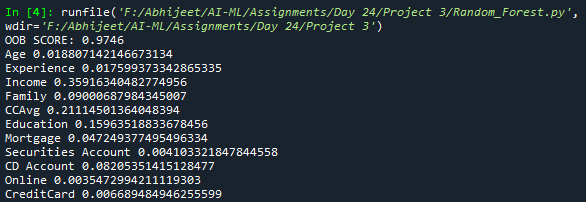 In [4]: runfile('F:/Abhijeet/AI-ML/Assignments/Day 24/Project 3/Random_Forest.py',
wdir='F:/Abhijeet/AI-ML/Assignments/Day 24/Project 3')
OOB SCORE: 0.9746
Age 0.018807142146673134
Experience 0.017599373342865335
Income 0.35916340482774956
Family 0.09000687984345007
CCAvg 0.21114501364048394
Education 0.15963518833678456
Mortgage 0.047249377495496334
Securities Account 0.004103321847844558
CD Account 0.08205351415128477
Online 0.0035472994211119303
CreditCard 0.006689484946255599